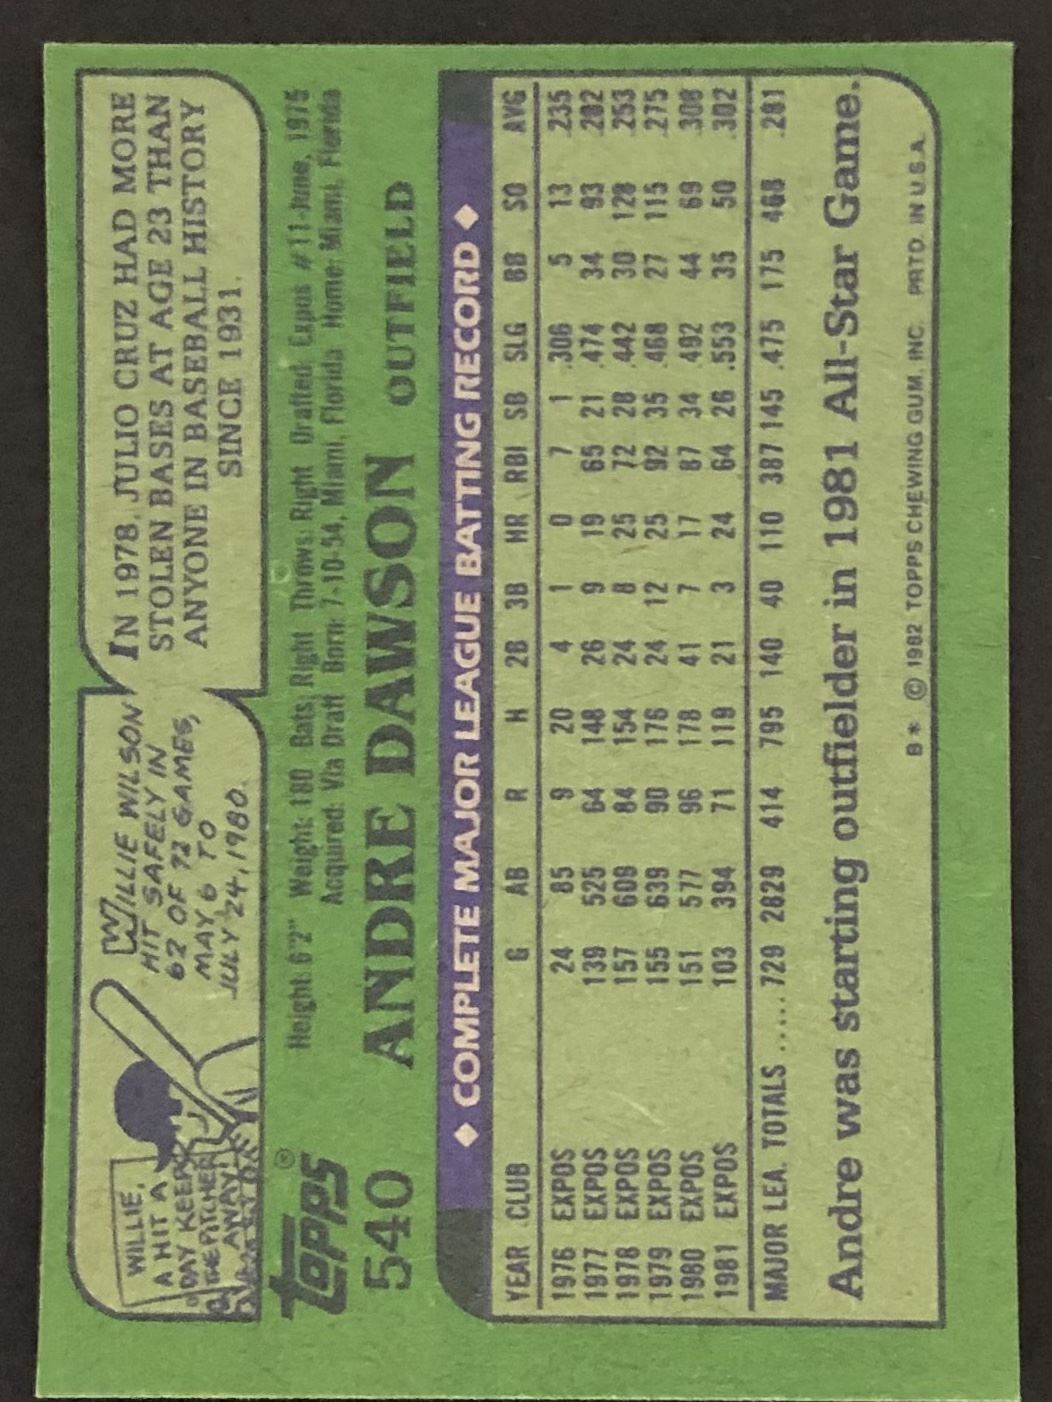 WILLIE,
A HIT A
DAY KEEPS
THE PITCHER
AWAY!
WILLIE WILSON
HIT SAFELY IN
62 OF 72 GAMES,
MAY 6 TO
JULY 24, 1980.
IN 1978, JULIO CRUZ HAD MORE
STOLEN BASES AT AGE 23 THAN
ANYONE IN BASEBALL HISTORY
SINCE 1931.
Topps®
540
Height: 6'2" Weight: 180 Bats: Right Throws: Right Drafted: Expos #11-June, 1975
Acquired: Via Draft Born: 7-10-54, Miami, Florida Home: Miami, Florida
ANDRE DAWSON OUTFIELD
◆ COMPLETE MAJOR LEAGUE BATTING RECORD ◆
YEAR CLUB G AB R H 2B 3B HR RBI SB SLG BB SO AVG
1976 EXPOS 24 85 9 20 4 1 0 7 1 .306 5 13 .235
1977 EXPOS 139 525 64 148 26 9 19 65 21 .474 34 93 .282
1978 EXPOS 157 609 84 154 24 8 25 72 28 .442 30 128 .253
1979 EXPOS 155 639 90 176 24 12 25 92 35 .468 27 115 .275
1980 EXPOS 151 577 96 178 41 7 17 87 34 .492 44 69 .308
1981 EXPOS 103 394 71 119 21 3 24 64 26 .553 35 50 .302
MAJOR LEA. TOTALS ..... 729 2829 414 795 140 40 110 387 145 .475 175 468 .281
Andre was starting outfielder in 1981 All-Star Game.
B* © 1982 TOPPS CHEWING GUM, INC. PRTD. IN U.S.A.